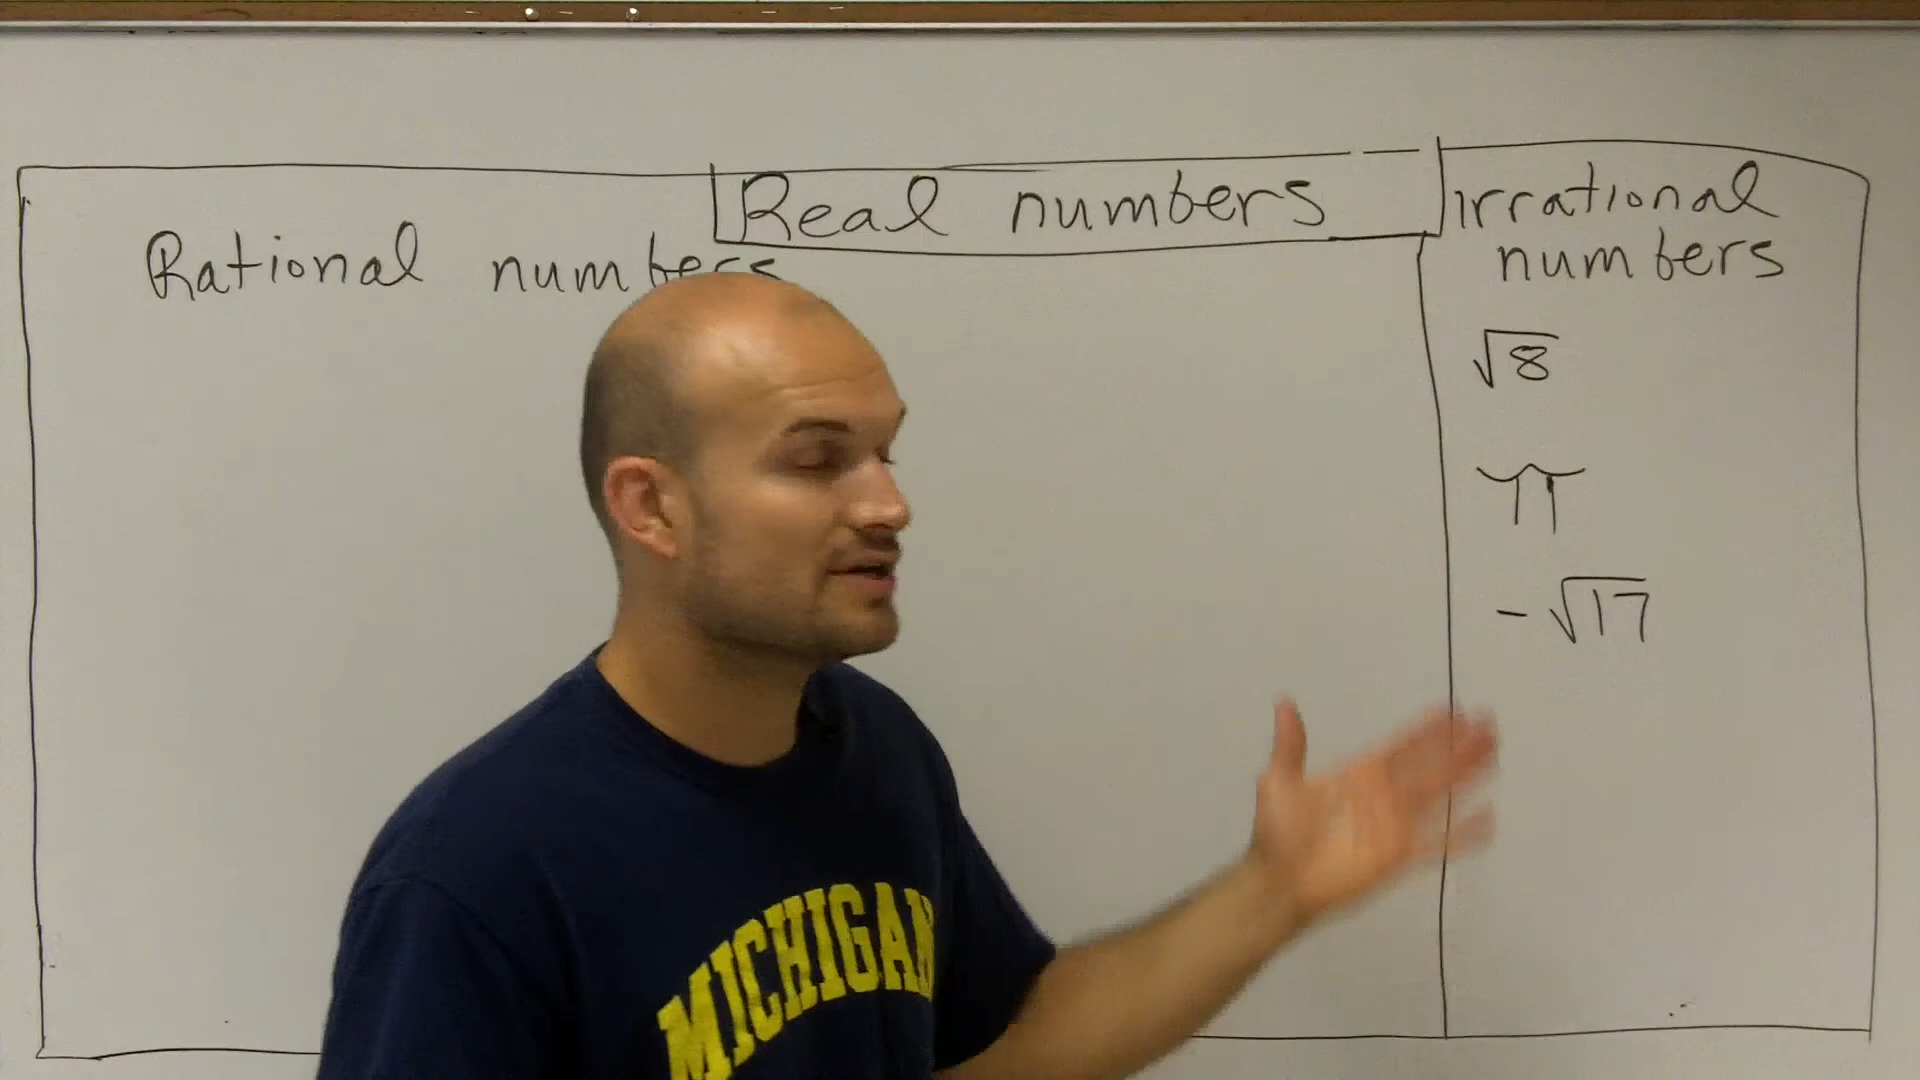 Real numbers
Rational numbers
irrational
numbers
√8
π
- √17
MICHIGAN